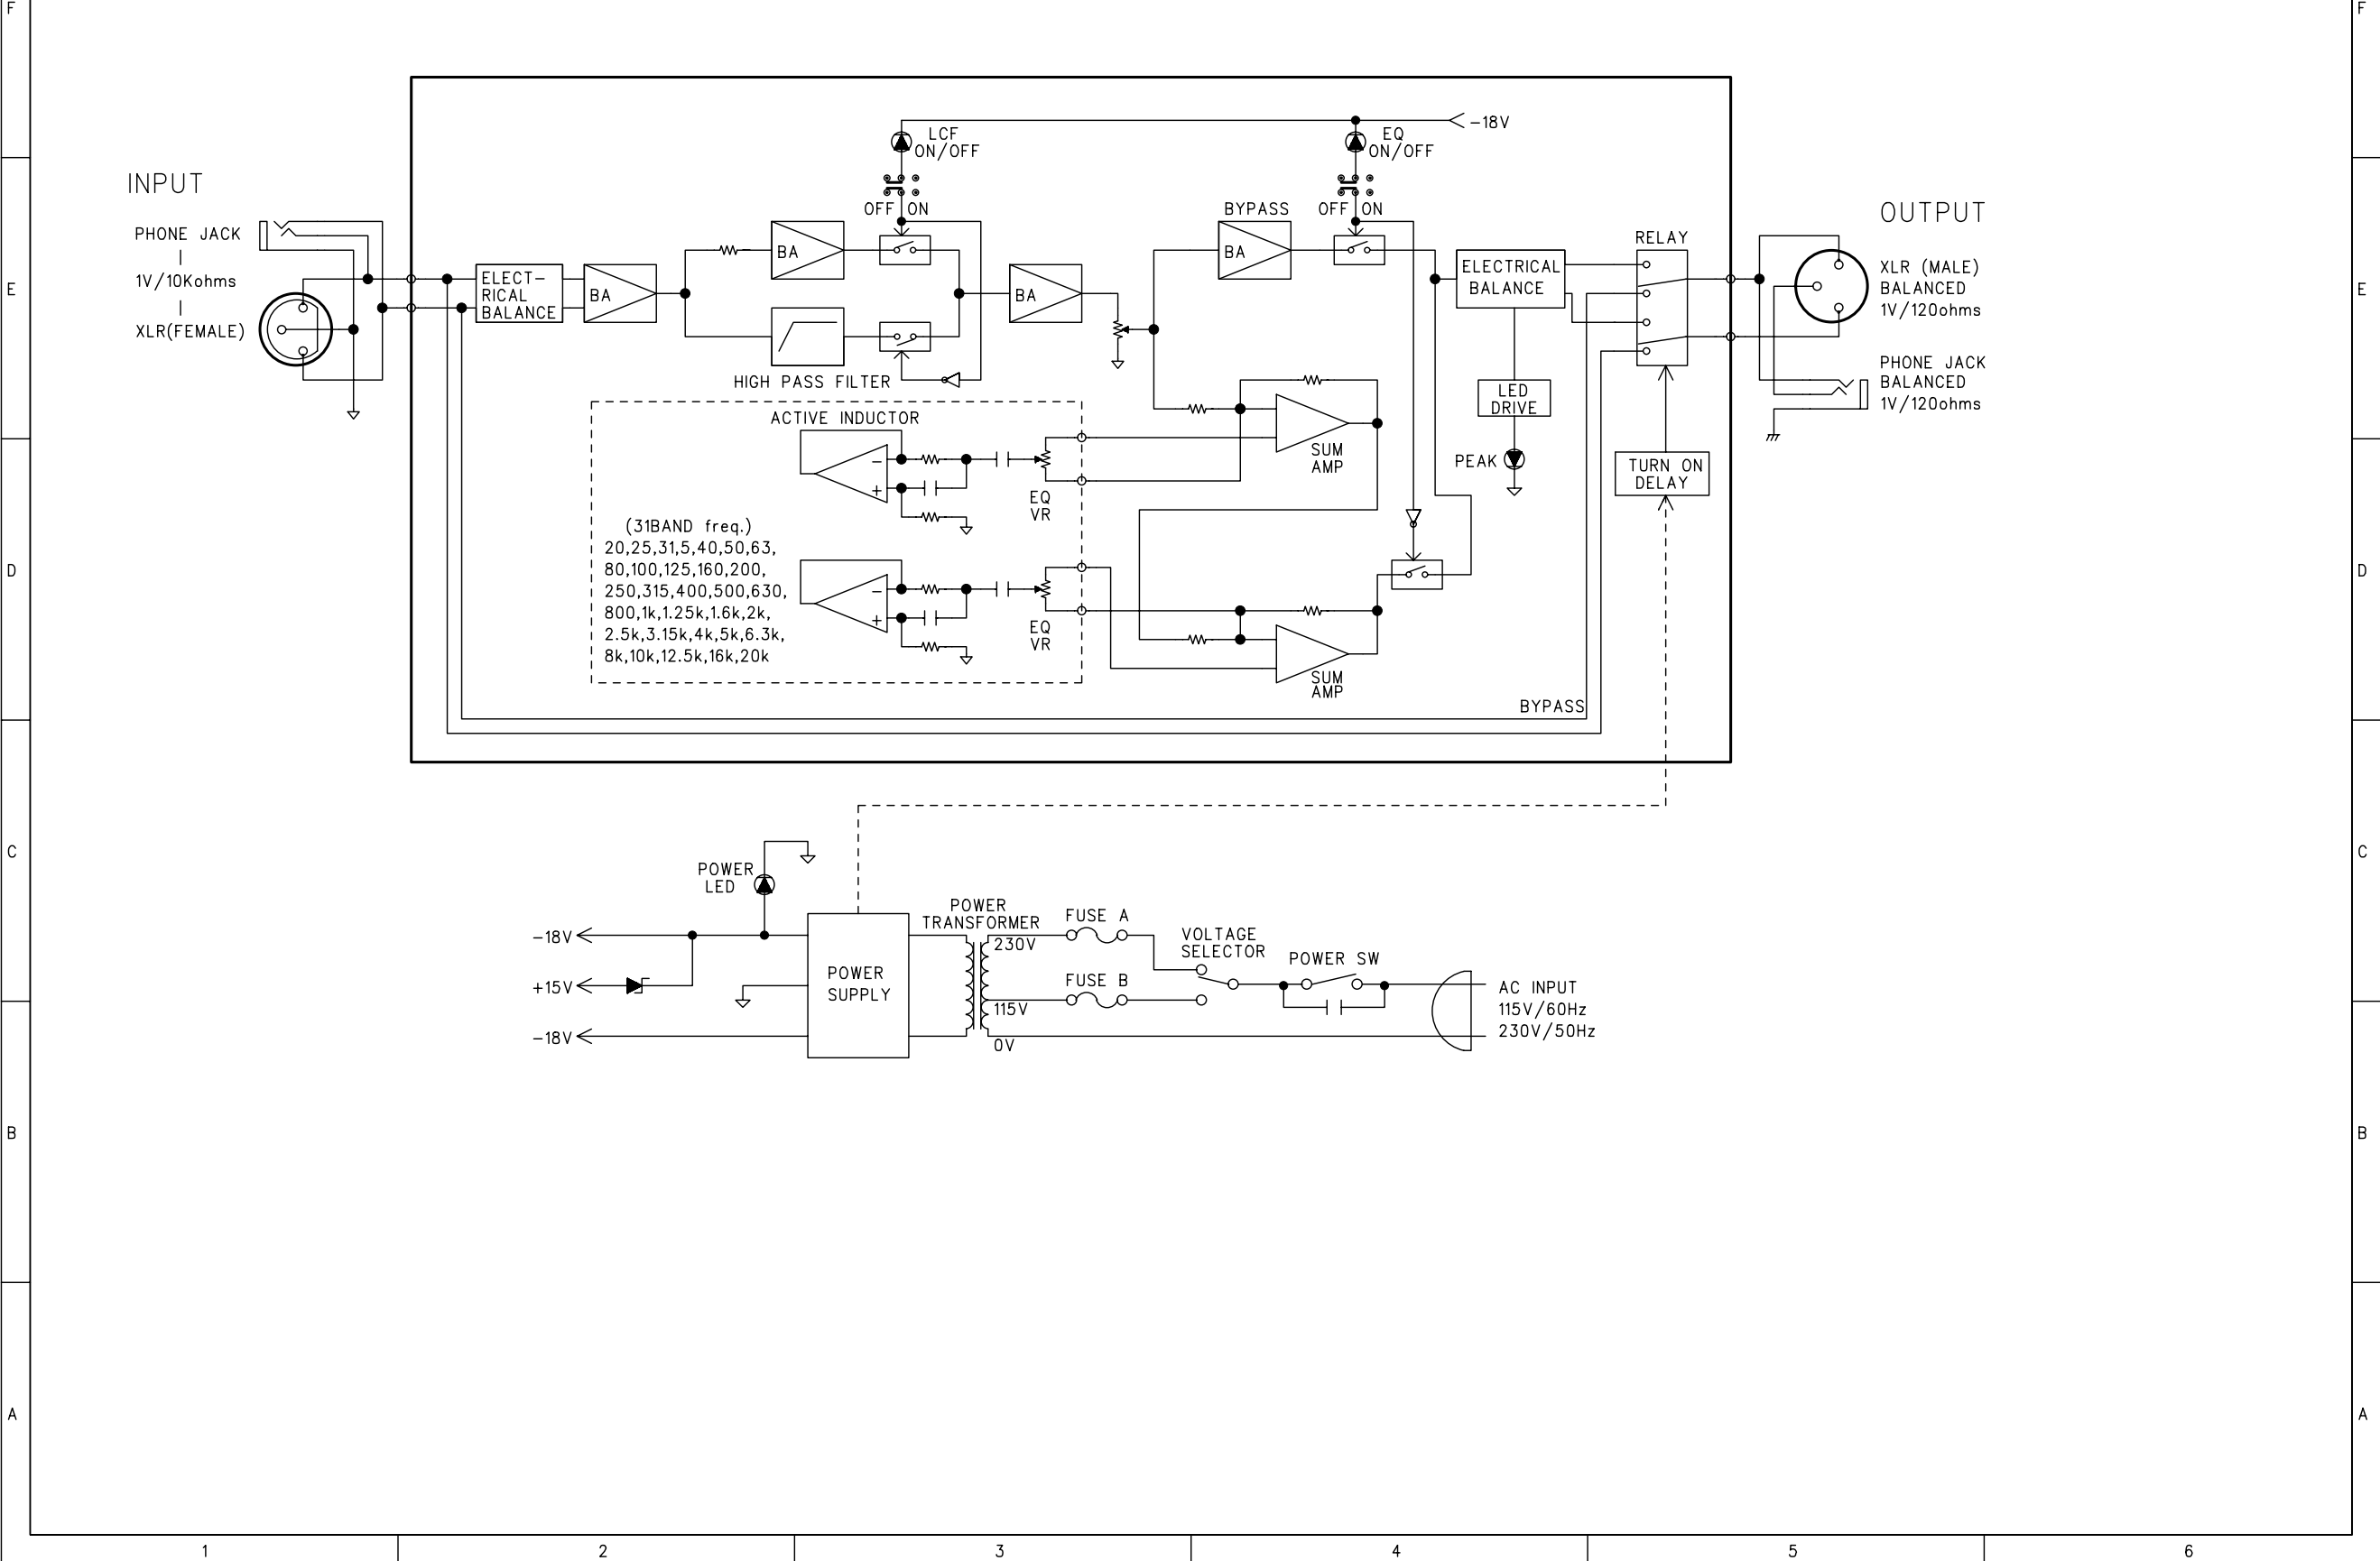 F
F
-18V
LCF
ON/OFF
EQ
ON/OFF
INPUT
OFF ON
BYPASS
OFF ON
OUTPUT
PHONE JACK
1V/10Kohms
XLR(FEMALE)
ELECT-
RICAL
BALANCE
BA
BA
BA
BA
ELECTRICAL
BALANCE
RELAY
XLR (MALE)
BALANCED
1V/120ohms
E
E
HIGH PASS FILTER
PHONE JACK
BALANCED
1V/120ohms
LED
DRIVE
ACTIVE INDUCTOR
SUM
AMP
PEAK
TURN ON
DELAY
-
+
EQ
VR
(31BAND freq.)
20,25,31,5,40,50,63,
80,100,125,160,200,
250,315,400,500,630,
800,1k,1.25k,1.6k,2k,
2.5k,3.15k,4k,5k,6.3k,
8k,10k,12.5k,16k,20k
D
D
-
+
EQ
VR
SUM
AMP
BYPASS
C
C
POWER
LED
-18V
+15V
-18V
POWER
SUPPLY
POWER
TRANSFORMER
230V
115V
0V
FUSE A
FUSE B
VOLTAGE
SELECTOR
POWER SW
AC INPUT
115V/60Hz
230V/50Hz
B
B
A
A
1
2
3
4
5
6